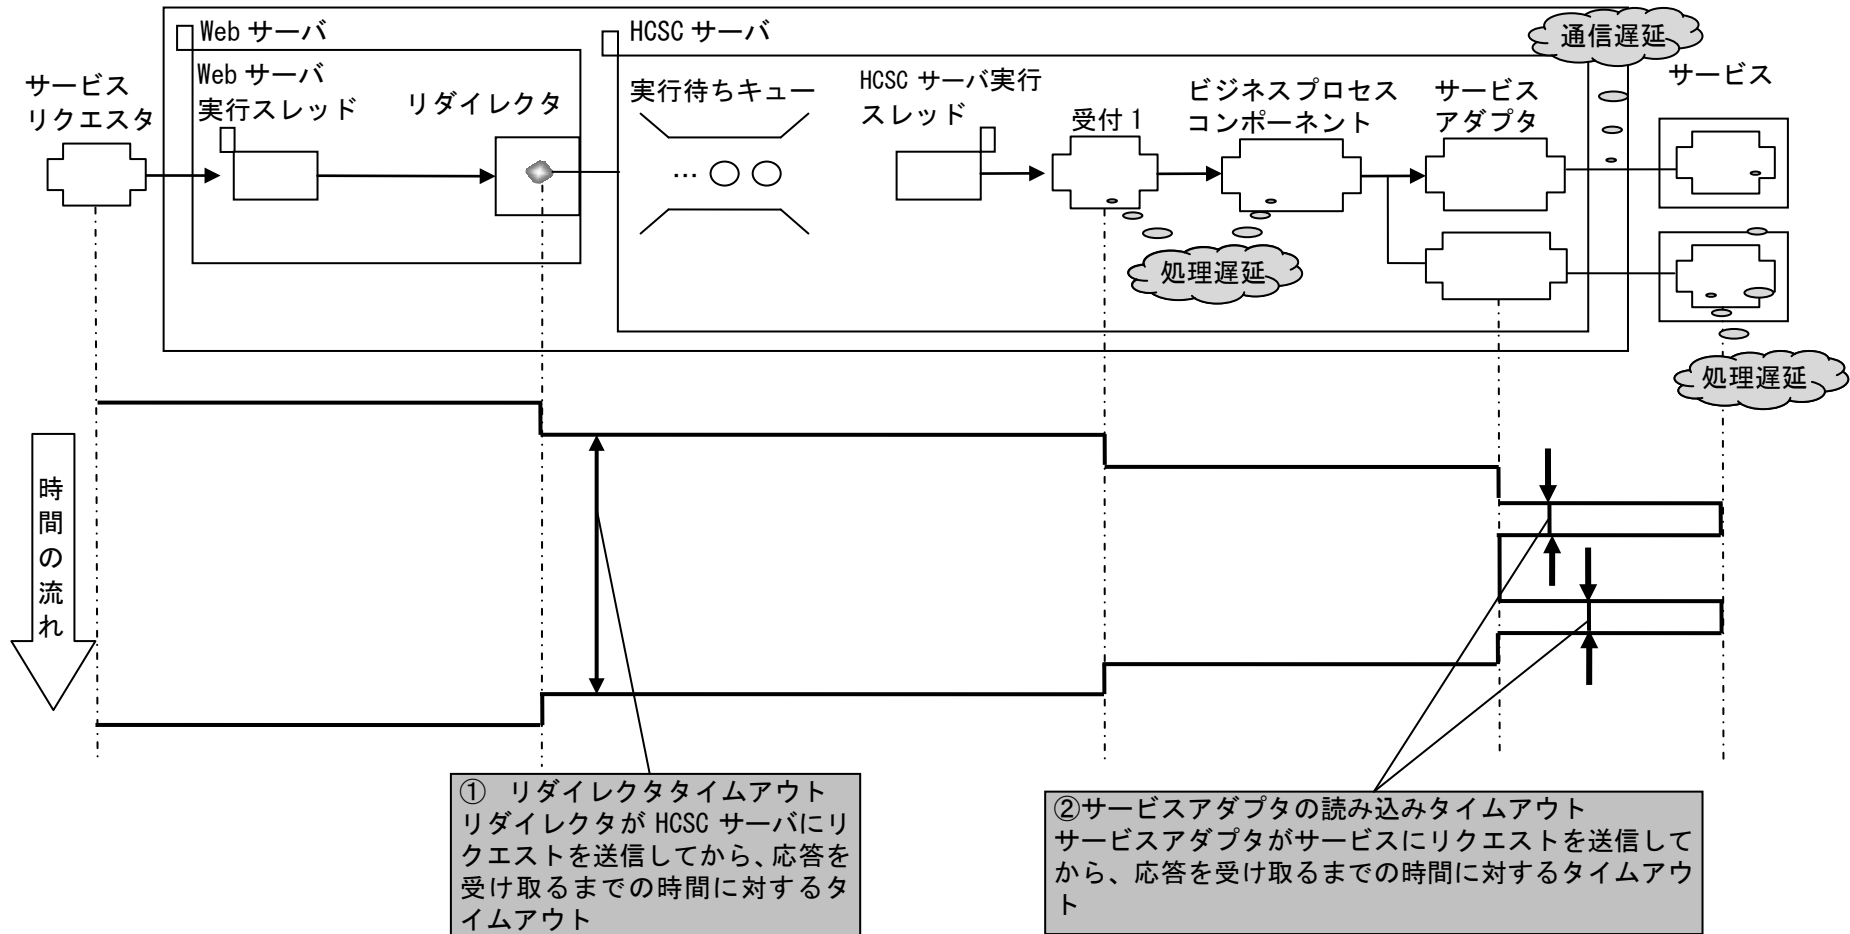 Web サーバ
HCSC サーバ
通信遅延
サービス
リクエスタ
Web サーバ
実行スレッド
リダイレクタ
実行待ちキュー
…
HCSC サーバ実行
スレッド
受付 1
ビジネスプロセス
コンポーネント
サービス
アダプタ
サービス
処理遅延
処理遅延
時間の流れ
① リダイレクタタイムアウト
リダイレクタが HCSC サーバにリ
クエストを送信してから、応答を
受け取るまでの時間に対するタ
イムアウト
②サービスアダプタの読み込みタイムアウト
サービスアダプタがサービスにリクエストを送信して
から、応答を受け取るまでの時間に対するタイムアウ
ト